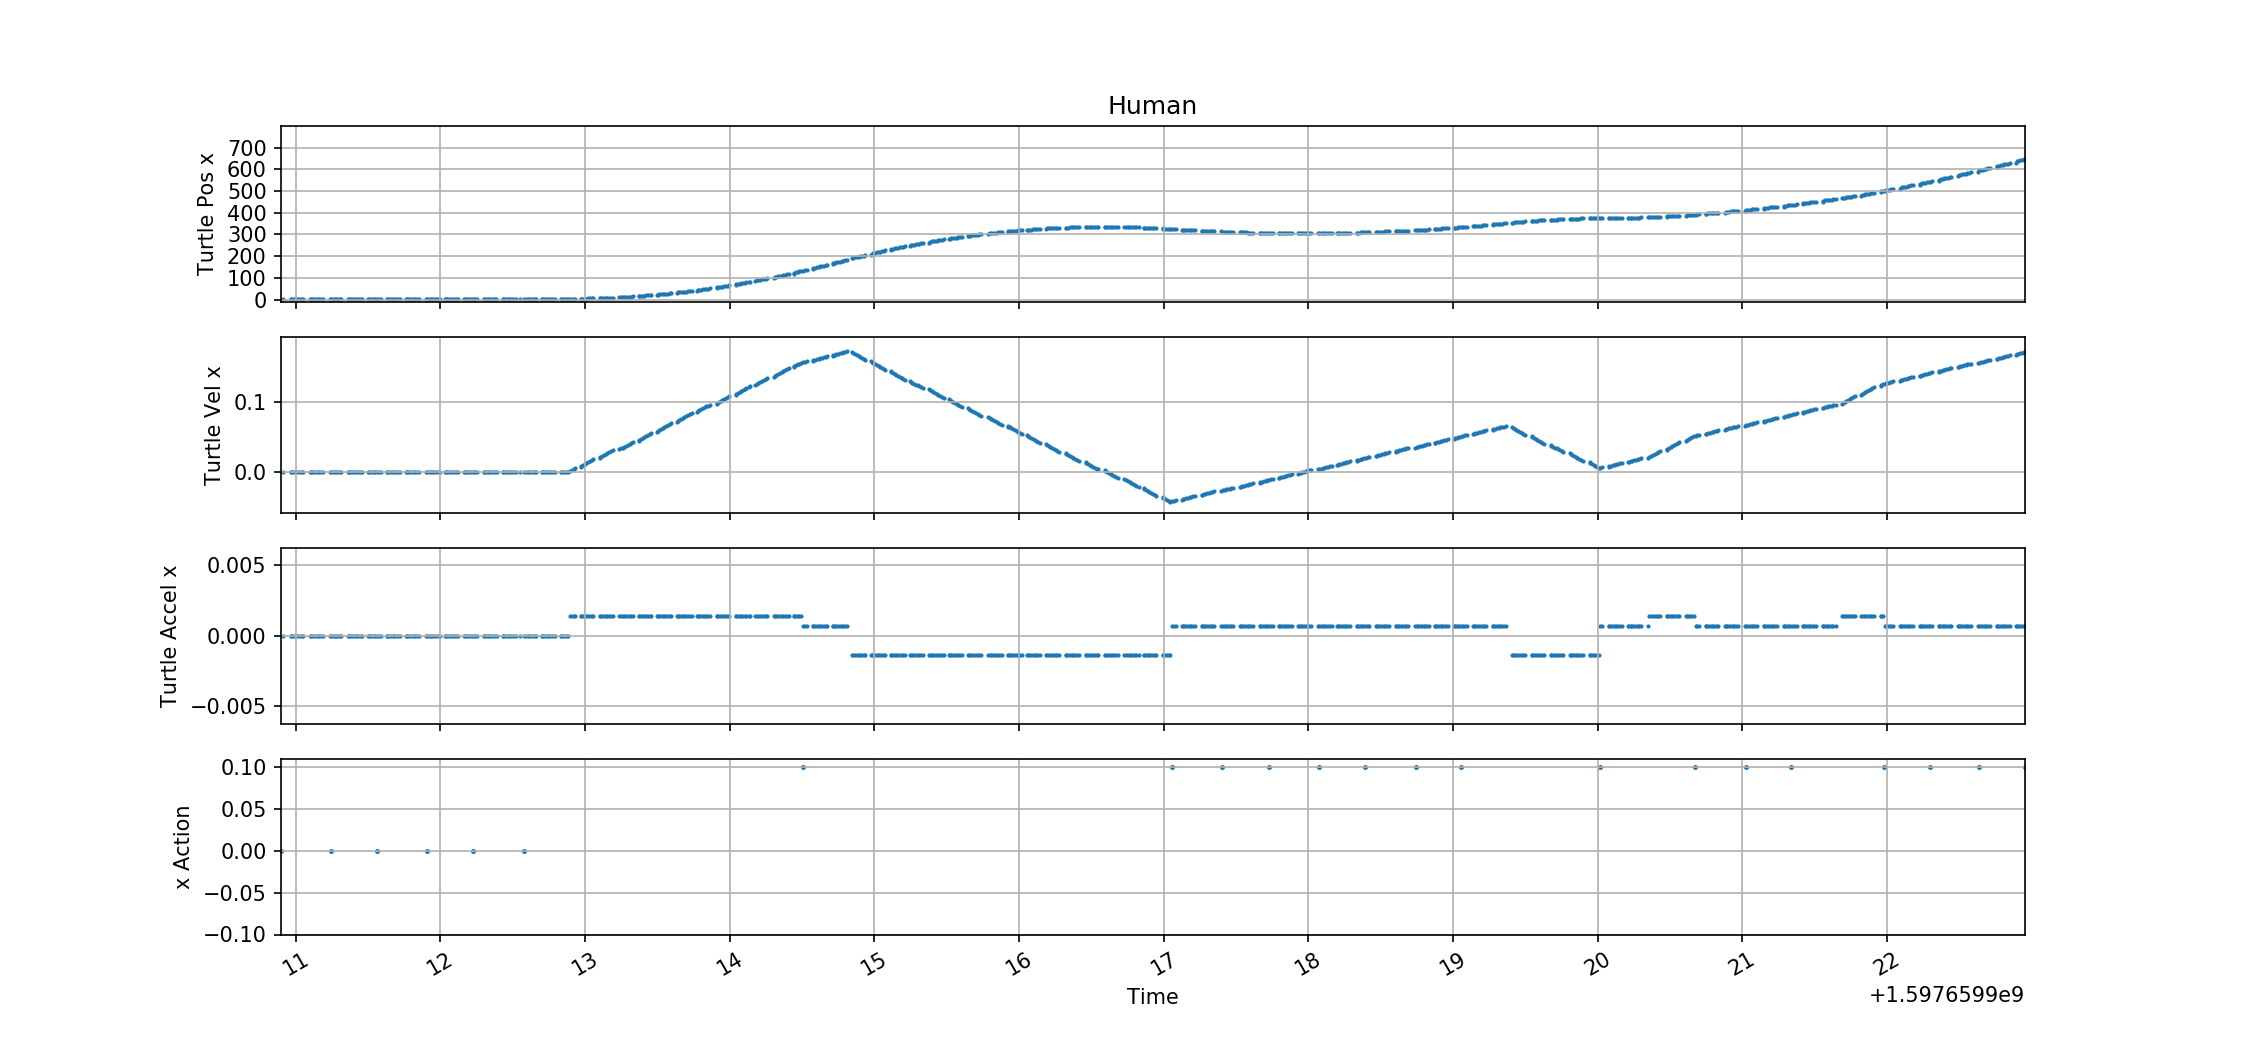 Human
Turtle Pos x
700
600
500
400
300
200
100
0
Turtle Vel x
0.1
0.0
Turtle Accel x
0.005
0.000
−0.005
x Action
0.10
0.05
0.00
−0.05
−0.10
11 12 13 14 15 16 17 18 19 20 21 22
Time
+1.5976599e9